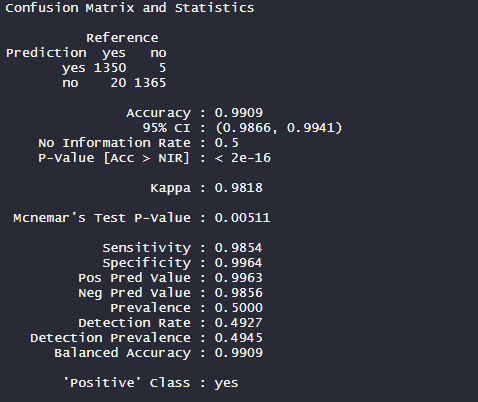 Confusion Matrix and Statistics
Reference
Prediction yes no
yes 1350 5
no 20 1365
Accuracy : 0.9909
95% CI : (0.9866, 0.9941)
No Information Rate : 0.5
P-Value [Acc > NIR] : < 2e-16
Kappa : 0.9818
Mcnemar's Test P-Value : 0.00511
Sensitivity : 0.9854
Specificity : 0.9964
Pos Pred Value : 0.9963
Neg Pred Value : 0.9856
Prevalence : 0.5000
Detection Rate : 0.4927
Detection Prevalence : 0.4945
Balanced Accuracy : 0.9909
'Positive' Class : yes